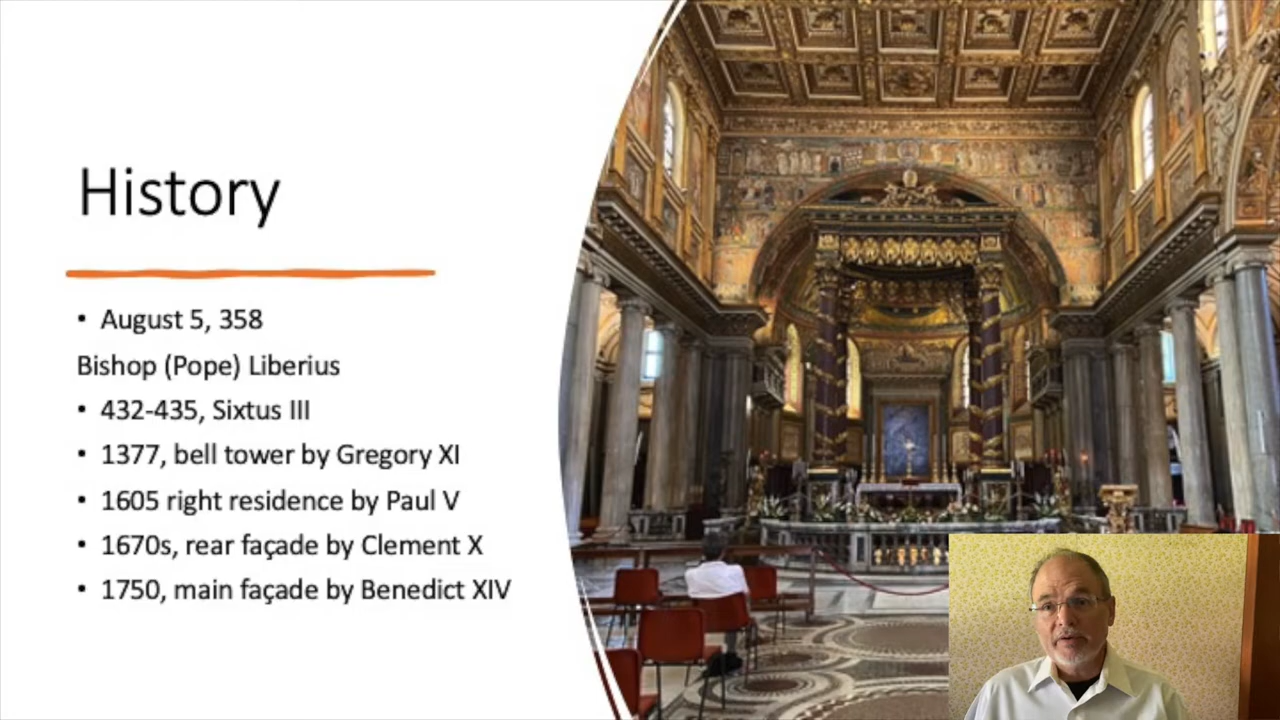 History
• August 5, 358
Bishop (Pope) Liberius
• 432-435, Sixtus III
• 1377, bell tower by Gregory XI
• 1605 right residence by Paul V
• 1670s, rear façade by Clement X
• 1750, main façade by Benedict XIV